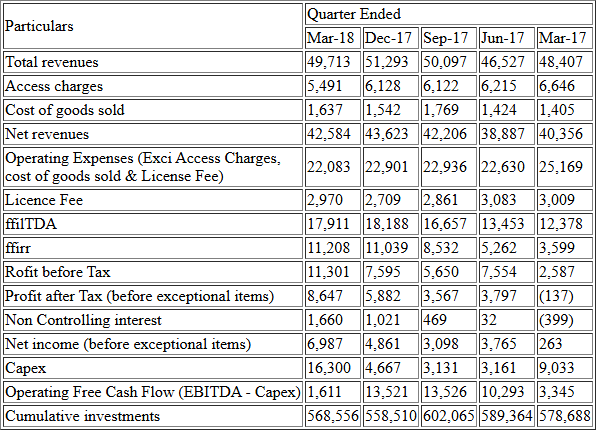 Particulars
Quarter Ended
Mar-18 Dec-17 Sep-17 Jun-17 Mar-17
Total revenues 49,713 51,293 50,097 46,527 48,407
Access charges 5,491 6,128 6,122 6,215 6,646
Cost of goods sold 1,637 1,542 1,769 1,424 1,405
Net revenues 42,584 43,623 42,206 38,887 40,356
Operating Expenses (Exci Access Charges,
cost of goods sold & License Fee) 22,083 22,901 22,936 22,630 25,169
Licence Fee 2,970 2,709 2,861 3,083 3,009
ffilTDA 17,911 18,188 16,657 13,453 12,378
ffirr 11,208 11,039 8,532 5,262 3,599
Rofit before Tax 11,301 7,595 5,650 7,554 2,587
Profit after Tax (before exceptional items) 8,647 5,882 3,567 3,797 (137)
Non Controlling interest 1,660 1,021 469 32 (399)
Net income (before exceptional items) 6,987 4,861 3,098 3,765 263
Capex 16,300 4,667 3,131 3,161 9,033
Operating Free Cash Flow (EBITDA - Capex) 1,611 13,521 13,526 10,293 3,345
Cumulative investments 568,556 558,510 602,065 589,364 578,688